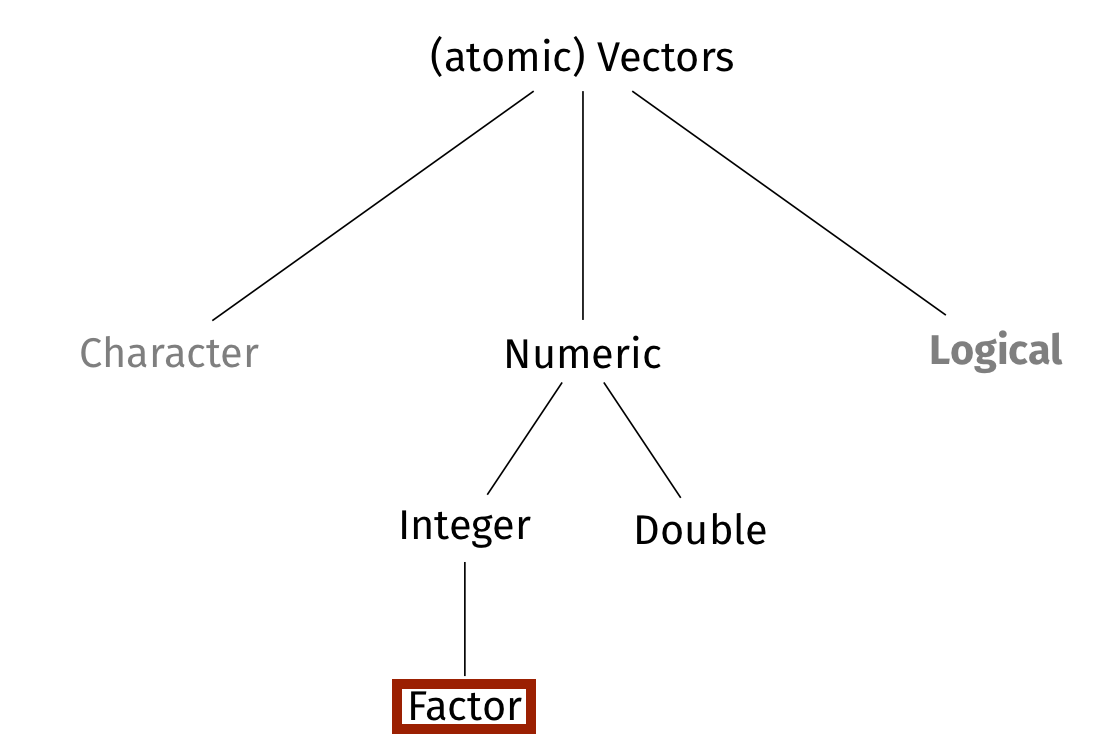 (atomic) Vectors
Character
Numeric
Logical
Integer
Double
Factor